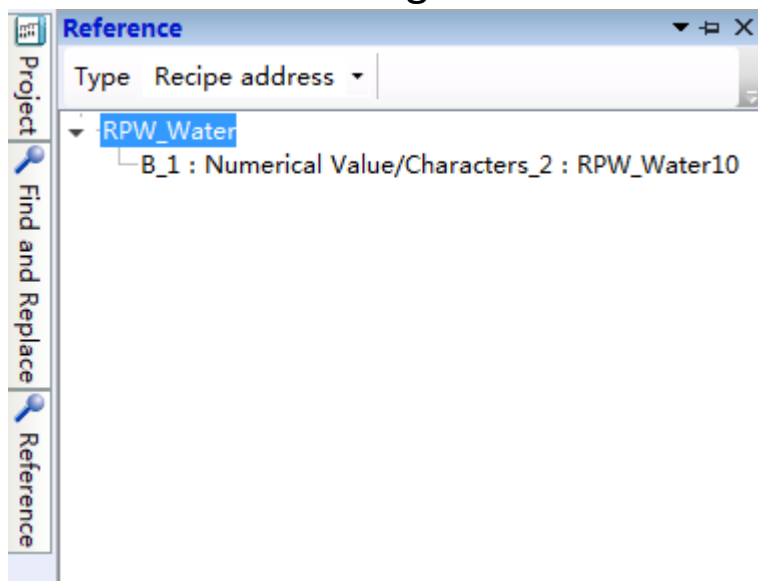 Reference
Type Recipe address
RPW_Water
B_1 : Numerical Value/Characters_2 : RPW_Water10
Project
Find and Replace
Reference